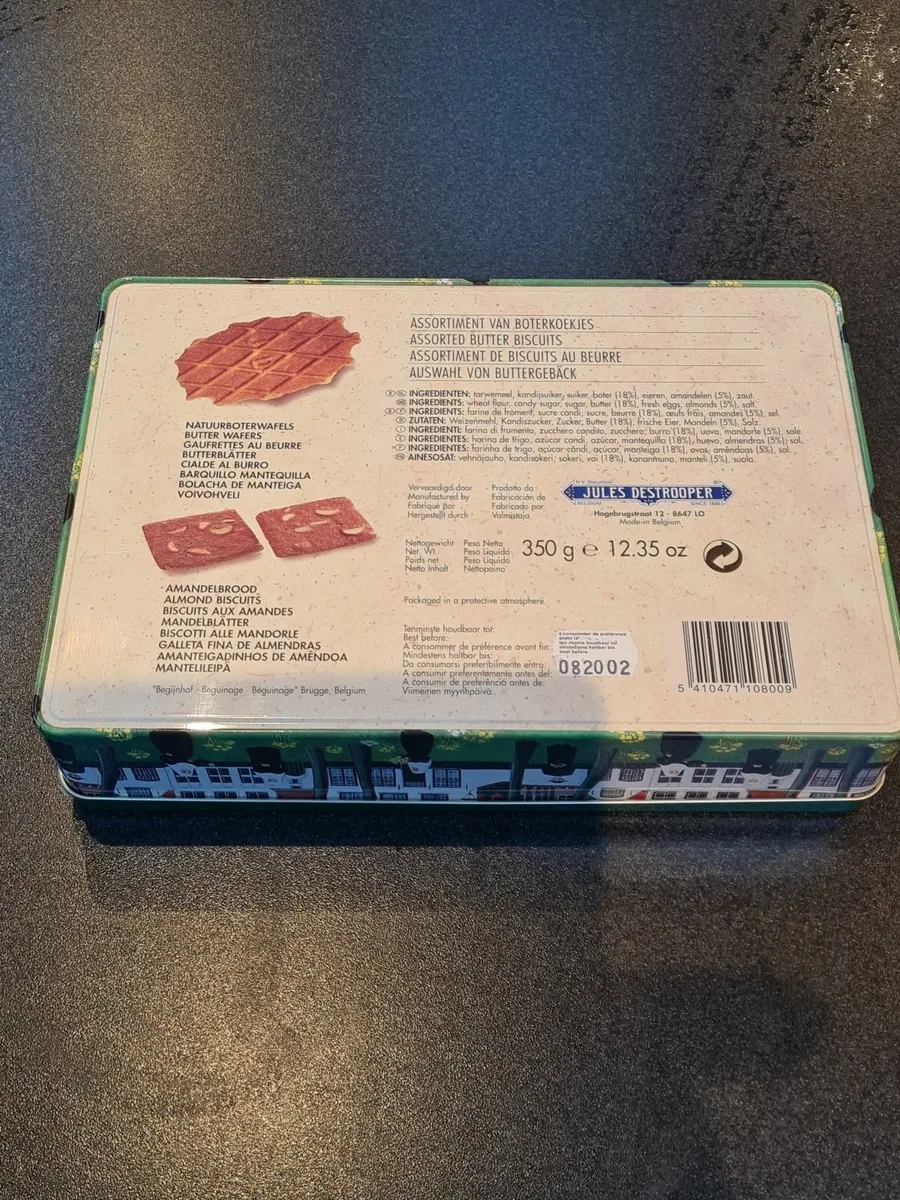 ASSORTIMENT VAN BOTERKOEKJES
ASSORTED BUTTER BISCUITS
ASSORTIMENT DE BISCUITS AU BEURRE
AUSWAHL VON BUTTERGEBÄCK
INGREDIENTEN: tarwemeel, kandijsuiker, suiker, boter (18%), eieren, amandelen (5%), zout.
INGREDIENTS: wheat flour, candy sugar, sugar, butter (18%), fresh eggs, almonds (5%), salt.
INGREDIENTS: farine de froment, sucre candi, sucre, beurre (18%), œufs frais, amandes (5%), sel.
ZUTATEN: Weizenmehl, Kandiszucker, Zucker, Butter (18%), frische Eier, Mandeln (5%), Salz.
INGREDIENTI: farina di frumento, zucchero candito, zucchero, burro (18%), uova, mandorle (5%), sale.
INGREDIENTES: harina de trigo, azúcar candi, azúcar, mantequilla (18%), huevo, almendras (5%), sal.
INGREDIENTES: farinha de trigo, açúcar-cândi, açúcar, manteiga (18%), ovos, amêndoas (5%), sal.
AINESOSAT: vehnäjauho, kandisokeri, sokeri, voi (18%), kananmuna, manteli (5%), suola.
NATUURBOTERWAFELS
BUTTER WAFERS
GAUFRETTES AU BEURRE
BUTTERBLÄTTER
CIALDE AL BURRO
BARQUILLO MANTEQUILLA
BOLACHA DE MANTEIGA
VOIVOHVELI
Vervaardigd door
Manufactured by
Fabriqué par
Hergestellt durch
Prodotto da
Fabricación de
Fabricado por
Valmistaja
N.V. Biscuiterie
JULES DESTROOPER
BELGIUM SINCE 1886
Hogebrugstraat 12 - 8647 LO
Made in Belgium
Nettogewicht
Net. Wt.
Poids net
Netto Inhalt
Peso Netto
Peso Liquido
Peso Liquido
Nettopaino
350 g e 12.35 oz
AMANDELBROOD
ALMOND BISCUITS
BISCUITS AUX AMANDES
MANDELBLÄTTER
BISCOTTI ALLE MANDORLE
GALLETA FINA DE ALMENDRAS
AMANTEIGADINHOS DE AMÊNDOA
MANTELILEIPÄ
"Begijnhof - Beguinage - Béguinage" Brugge, Belgium
Packaged in a protective atmosphere.
Tenminste houdbaar tot:
Best before:
A consommer de préférence avant fin:
Mindestens haltbar bis:
Da consumarsi preferibilmente entro:
A consumir preferentemente antes del:
A consumir de preferência antes de:
Viimeinen myyntipäivä:
A consommer de préférence
082002
5 410471 108009